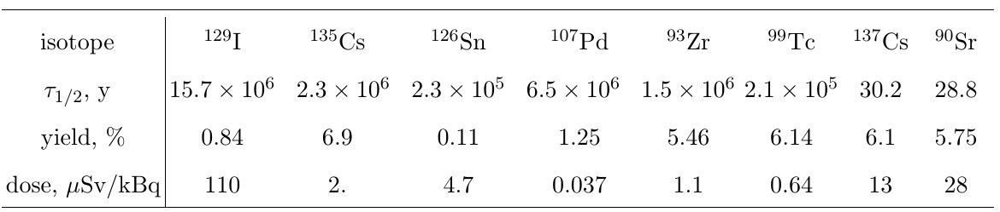 isotope ¹²⁹I ¹³⁵Cs ¹²⁶Sn ¹⁰⁷Pd ⁹³Zr ⁹⁹Tc ¹³⁷Cs ⁹⁰Sr
τ₁/₂, y 15.7 × 10⁶ 2.3 × 10⁶ 2.3 × 10⁵ 6.5 × 10⁶ 1.5 × 10⁶ 2.1 × 10⁵ 30.2 28.8
yield, % 0.84 6.9 0.11 1.25 5.46 6.14 6.1 5.75
dose, μSv/kBq 110 2. 4.7 0.037 1.1 0.64 13 28